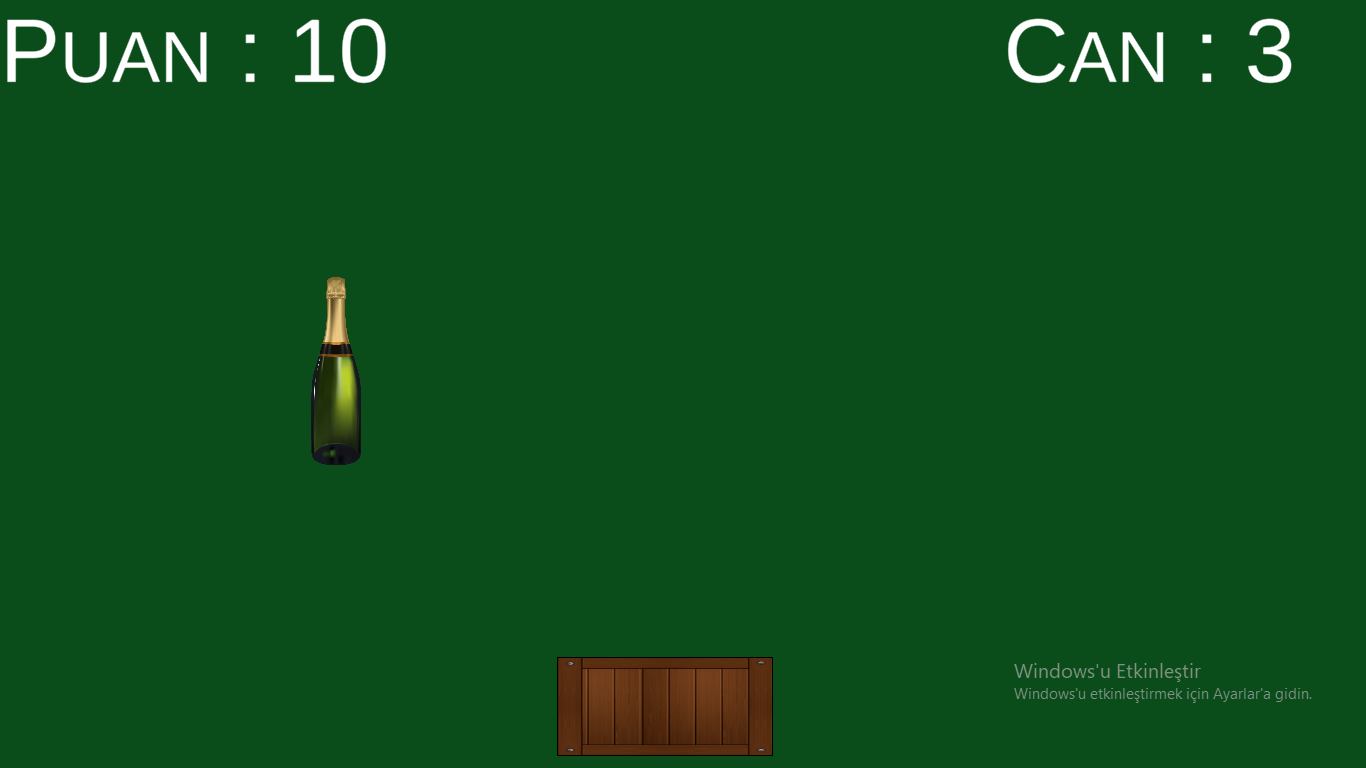 Puan : 10
Can : 3
Windows'u Etkinleştir
Windows'u etkinleştirmek için Ayarlar'a gidin.